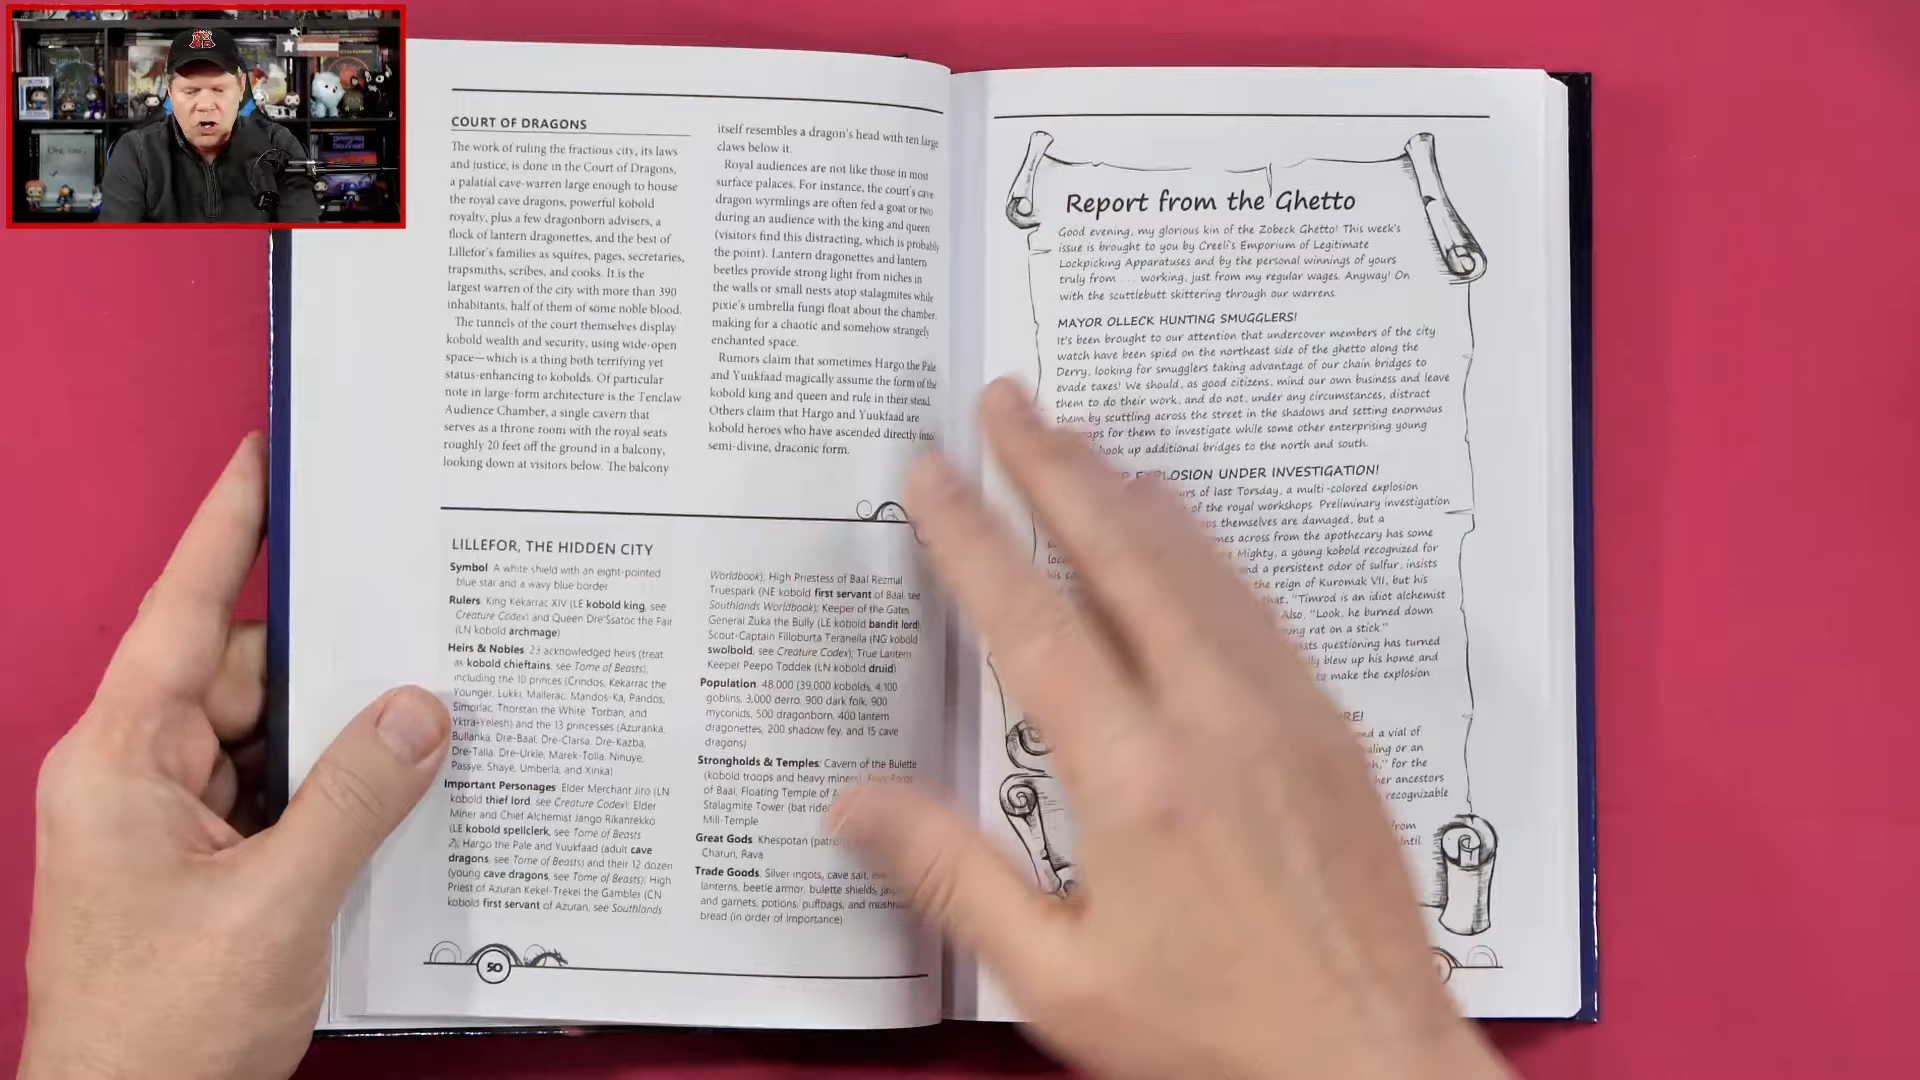 COURT OF DRAGONS
The work of ruling the fractious city, its laws
and justice, is done in the Court of Dragons,
a palatial cave-warren large enough to house
the royal cave dragons, powerful kobold
royalty, plus a few dragonborn advisers, a
flock of lantern dragonettes, and the best of
Lillefor's families as squires, pages, secretaries,
trapsmiths, scribes, and cooks. It is the
largest warren of the city with more than 390
inhabitants, half of them of some noble blood.
The tunnels of the court themselves display
kobold wealth and security, using wide-open
space—which is a thing both terrifying yet
status-enhancing to kobolds. Of particular
note in large-form architecture is the Tenclaw
Audience Chamber, a single cavern that
serves as a throne room with the royal seats
roughly 20 feet off the ground in a balcony,
looking down at visitors below. The balcony
itself resembles a dragon's head with ten large
claws below it.
Royal audiences are not like those in most
surface palaces. For instance, the court's cave
dragon wyrmlings are often fed a goat or two
during an audience with the king and queen
(visitors find this distracting, which is probably
the point). Lantern dragonettes and lantern
beetles provide strong light from niches in
the walls or small nests atop stalagmites while
pixie's umbrella fungi float about the chamber,
making for a chaotic and somehow strangely
enchanted space.
Rumors claim that sometimes Hargo the Pale
and Yuukfaad magically assume the form of the
kobold king and queen and rule in their stead.
Others claim that Hargo and Yuukfaad are
kobold heroes who have ascended directly into
semi-divine, draconic form.
LILLEFOR, THE HIDDEN CITY
Symbol A white shield with an eight-pointed
blue star and a wavy blue border
Rulers King Kekarrac XIV (LE kobold king, see
Creature Codex) and Queen Dre'Ssatoc the Fair
(LN kobold archmage)
Heirs & Nobles 23 acknowledged heirs (treat
as kobold chieftains, see Tome of Beasts),
including the 10 princes (Crindos, Kekarrac the
Younger, Lukki, Mallerac, Mandos-Ka, Pandos,
Simorlac, Thorstan the White, Torban, and
Yktra-Yelesh) and the 13 princesses (Azuranka,
Bullanka, Dre-Baal, Dre-Clarsa, Dre-Kazba,
Dre-Talla, Dre-Urkle, Marek-Tolla, Ninuye,
Passye, Shaye, Umberla, and Xinka)
Important Personages Elder Merchant Jiro (LN
kobold thief lord, see Creature Codex); Elder
Miner and Chief Alchemist Jango Rikanrekko
(LE kobold spellclerk, see Tome of Beasts
2); Hargo the Pale and Yuukfaad (adult cave
dragons, see Tome of Beasts) and their 12 dozen
(young cave dragons, see Tome of Beasts); High
Priest of Azuran Kekel-Trekel the Gambler (CN
kobold first servant of Azuran, see Southlands
Worldbook); High Priestess of Baal Rezmal
Truespark (NE kobold first servant of Baal, see
Southlands Worldbook); Keeper of the Gates
General Zuka the Bully (LE kobold bandit lord);
Scout-Captain Filloburta Teranella (NG kobold
swolbold, see Creature Codex); True Lantern
Keeper Peepo Toddek (LN kobold druid)
Population 48,000 (39,000 kobolds, 4,100
goblins, 3,000 derro, 900 dark folk, 900
myconids, 500 dragonborn, 400 lantern
dragonettes, 200 shadow fey, and 15 cave
dragons)
Strongholds & Temples: Cavern of the Bulette
(kobold troops and heavy miners),
of Baal, Floating Temple of
Stalagmite Tower (bat
Mill-Temple
Great Gods Khespotan
Charun, Rava
Trade Goods Silver ingots, cave salt,
lanterns, beetle armor, bulette shields,
and garnets, potions, puffbags, and
bread (in order of importance)
50
Report from the Ghetto
Good evening, my glorious kin of the Zobeck Ghetto! This week's
issue is brought to you by Creeli's Emporium of Legitimate
Lockpicking Apparatuses and by the personal winnings of yours
truly from . . . working, just from my regular wages. Anyway! On
with the scuttlebutt skittering through our warrens.
MAYOR OLLECK HUNTING SMUGGLERS!
It's been brought to our attention that undercover members of the city
watch have been spied on the northeast side of the ghetto along the
Derry, looking for smugglers taking advantage of our chain bridges to
evade taxes! We should, as good citizens, mind our own business and leave
them to do their work, and do not, under any circumstances, distract
them by scuttling across the street in the shadows and setting enormous
for them to investigate while some other enterprising young
hook up additional bridges to the north and south.
EXPLOSION UNDER INVESTIGATION!
of last Torsday, a multi-colored explosion
of the royal workshops. Preliminary investigation
themselves are damaged, but a
across from the apothecary has some
Mighty, a young kobold recognized for
and a persistent odor of sulfur, insists
the reign of Kuromak VII, but his
that, "Timrod is an idiot alchemist
Also, "Look, he burned down
rat on a stick."
questioning has turned
blew up his home and
to make the explosion
a vial of
or an
for the
her ancestors
recognizable
from